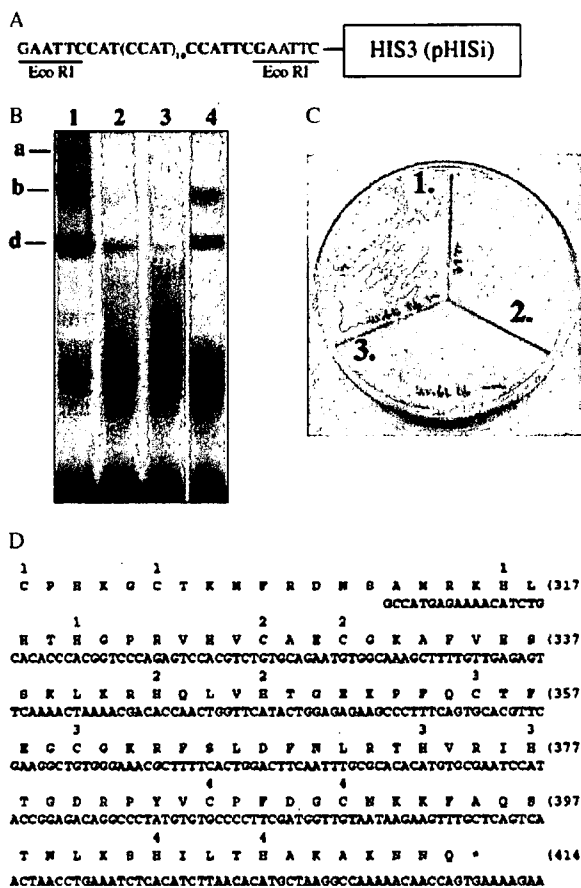 A
GAATTCCAT(CCAT)10CCATTCGAATTC HIS3 (pHISi)
Eco RI Eco RI
B C
1 2 3 4
a
b
d
1.
2.
3.
D
1 1 1
C P H K G C T K M F R D N S A M R K H L (317
GCCATGAGAAAACATCTG
1 2 2
H T H G P R V H V C A E C G K A F V E S (337
CACACCCACGGTCCCAGAGTCCACGTCTGTGCAGAATGTGGCAAAGCTTTTGTTGAGAGT
2 2 3
S K L K R H Q L V H T G E K P F Q C T F (357
TCAAAACTAAAACGACACCAACTGGTTCATACTGGAGAGAAGCCCTTTCAGTGCACGTTC
3 3 3
E G C G K R F S L D F N L R T H V R I H (377
GAAGGCTGTGGGAAACGCTTTTCACTGGACTTCAATTTGCGCACACATGTGCGAATCCAT
4 4
T G D R P Y V C P F D G C N K K F A Q S (397
ACCGGAGACAGGCCCTATGTGTGCCCCTTCGATGGTTGTAATAAGAAGTTTGCTCAGTCA
4 4
T N L K S H I L T H A K A K N N Q * (414
ACTAACCTGAAATCTCACATCTTAACACATGCTAAGGCCAAAAACAACCAGTGAAAAGAA